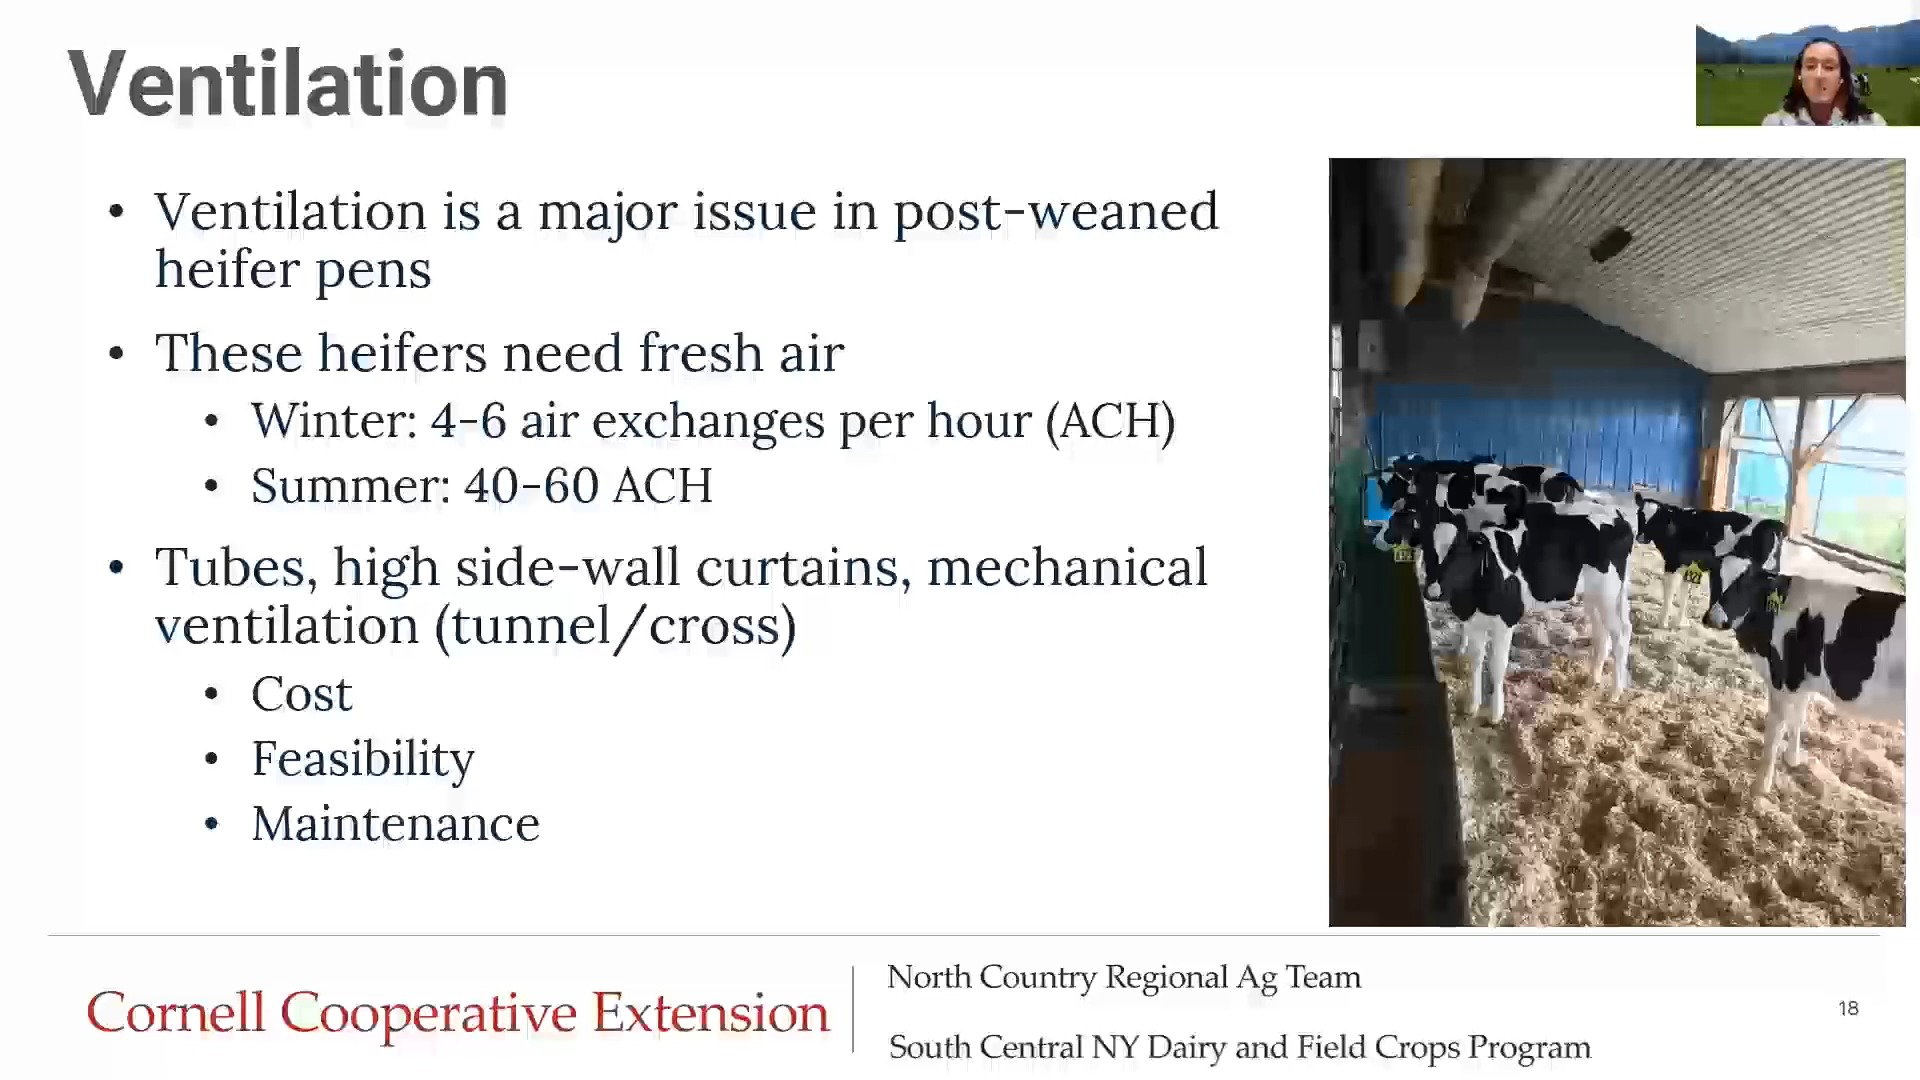 Ventilation
• Ventilation is a major issue in post-weaned
heifer pens
• These heifers need fresh air
• Winter: 4-6 air exchanges per hour (ACH)
• Summer: 40-60 ACH
• Tubes, high side-wall curtains, mechanical
ventilation (tunnel/cross)
• Cost
• Feasibility
• Maintenance
Cornell Cooperative Extension
North Country Regional Ag Team
South Central NY Dairy and Field Crops Program
18